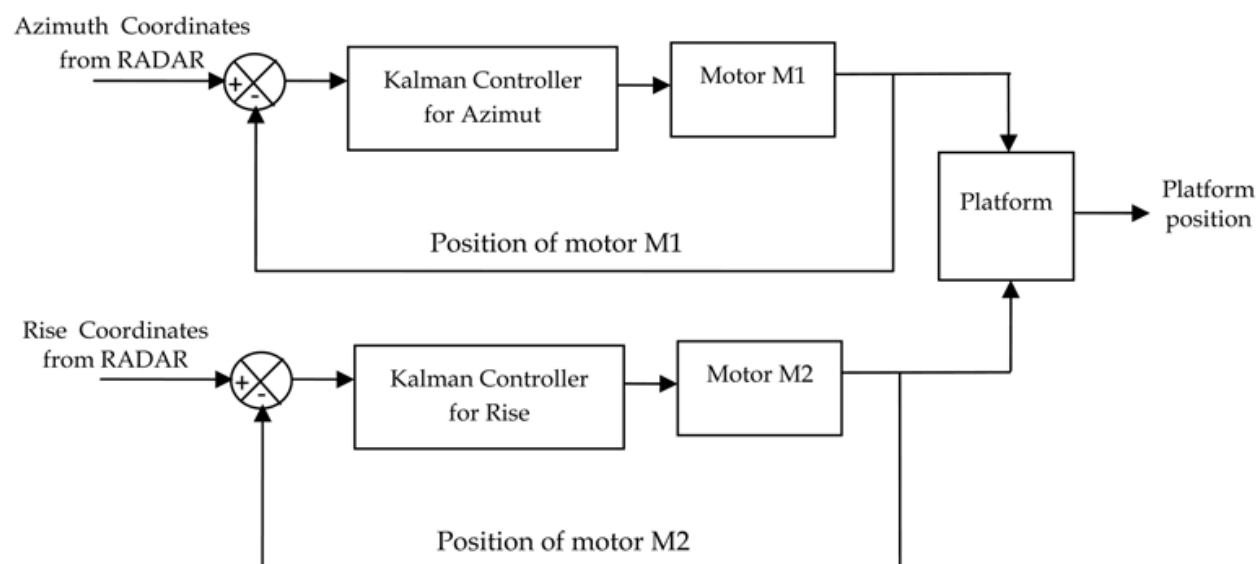 Azimuth Coordinates
from RADAR
+
-
Kalman Controller
for Azimut
Motor M1
Platform
Platform
position
Position of motor M1
Rise Coordinates
from RADAR
+
-
Kalman Controller
for Rise
Motor M2
Position of motor M2